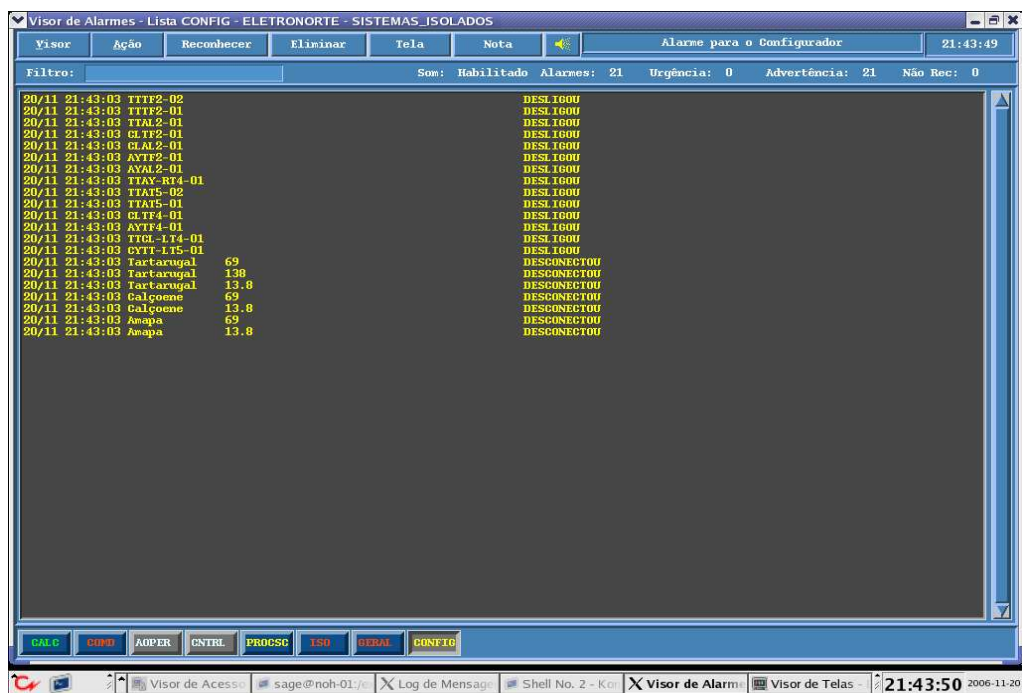 Visor de Alarmes - Lista CONFIG - ELETRONORTE - SISTEMAS_ISOLADOS
Visor Ação Reconhecer Eliminar Tela Nota Alarme para o Configurador 21:43:49
Filtro: Som: Habilitado Alarmes: 21 Urgência: 0 Advertência: 21 Não Rec: 0
20/11 21:43:03 TTTF2-02 DESLIGOU
20/11 21:43:03 TTTF2-01 DESLIGOU
20/11 21:43:03 TTAL2-01 DESLIGOU
20/11 21:43:03 CLTF2-01 DESLIGOU
20/11 21:43:03 CLAL2-01 DESLIGOU
20/11 21:43:03 AYTF2-01 DESLIGOU
20/11 21:43:03 AYAL2-01 DESLIGOU
20/11 21:43:03 TTAY-RT4-01 DESLIGOU
20/11 21:43:03 TTAT5-02 DESLIGOU
20/11 21:43:03 TTAT5-01 DESLIGOU
20/11 21:43:03 CLTF4-01 DESLIGOU
20/11 21:43:03 AYTF4-01 DESLIGOU
20/11 21:43:03 TTCL-LT4-01 DESLIGOU
20/11 21:43:03 CYTT-LT5-01 DESLIGOU
20/11 21:43:03 Tartarugal 69 DESCONECTOU
20/11 21:43:03 Tartarugal 138 DESCONECTOU
20/11 21:43:03 Tartarugal 13.8 DESCONECTOU
20/11 21:43:03 Calçoene 69 DESCONECTOU
20/11 21:43:03 Calçoene 13.8 DESCONECTOU
20/11 21:43:03 Amapa 69 DESCONECTOU
20/11 21:43:03 Amapa 13.8 DESCONECTOU
CALC COMD AOPER CNTRL PROCSC ISO GERAL CONFIG
Visor de Acesso sage@noh-01:/e Log de Mensage Shell No. 2 - Kon Visor de Alarme Visor de Telas - 21:43:50 2006-11-20